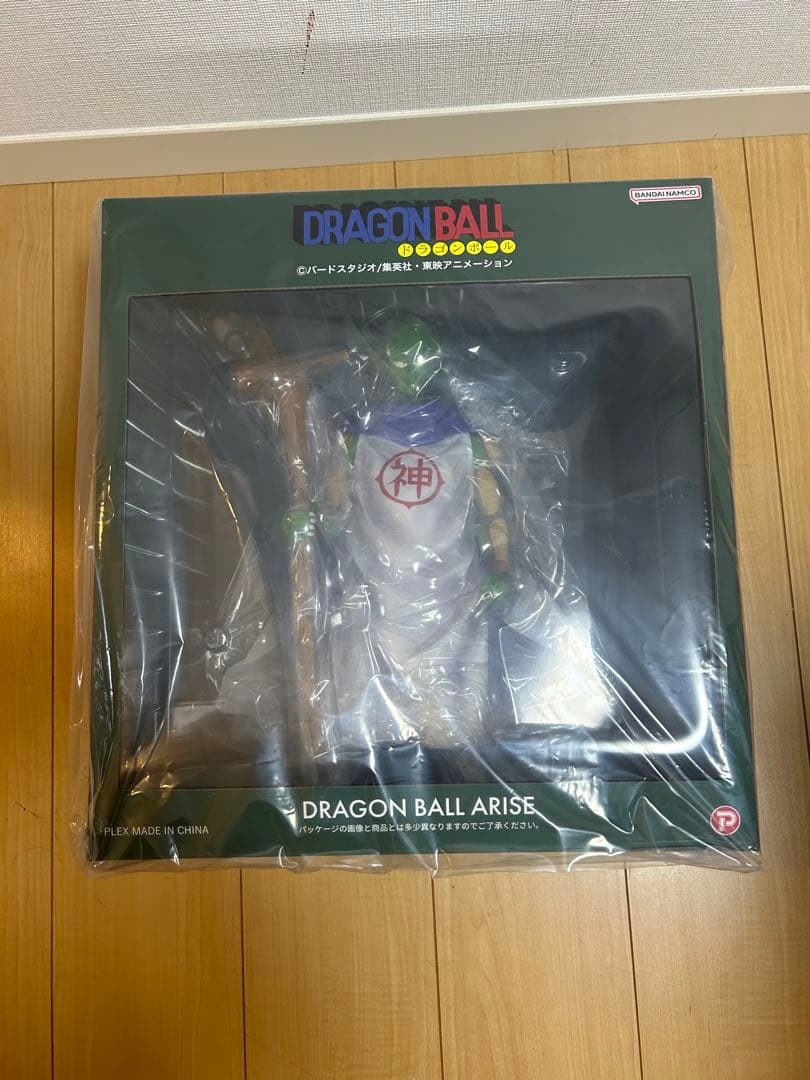 BANDAI NAMCO
DRAGON BALL
ドラゴンボール
©バードスタジオ/集英社・東映アニメーション
神
DRAGON BALL ARISE
PLEX MADE IN CHINA
パッケージの画像と商品とは多少異なりますのでご了承ください。
P